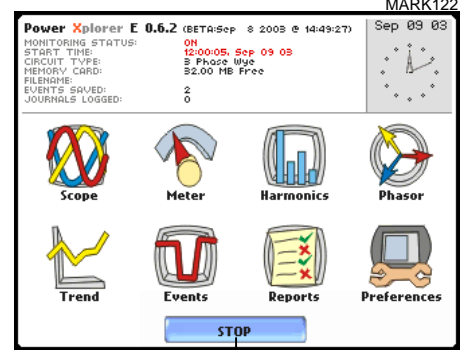 MARK122
Power Xplorer E 0.6.2 (BETA:Sep 8 2003 @ 14:49:27)
Sep 09 03
MONITORING STATUS: ON
START TIME: 12:00:05, Sep 09 03
CIRCUIT TYPE: 3 Phase Wye
MEMORY CARD: 32.00 MB Free
FILENAME:
EVENTS SAVED: 2
JOURNALS LOGGED: 0
Scope Meter Harmonics Phasor
Trend Events Reports Preferences
STOP